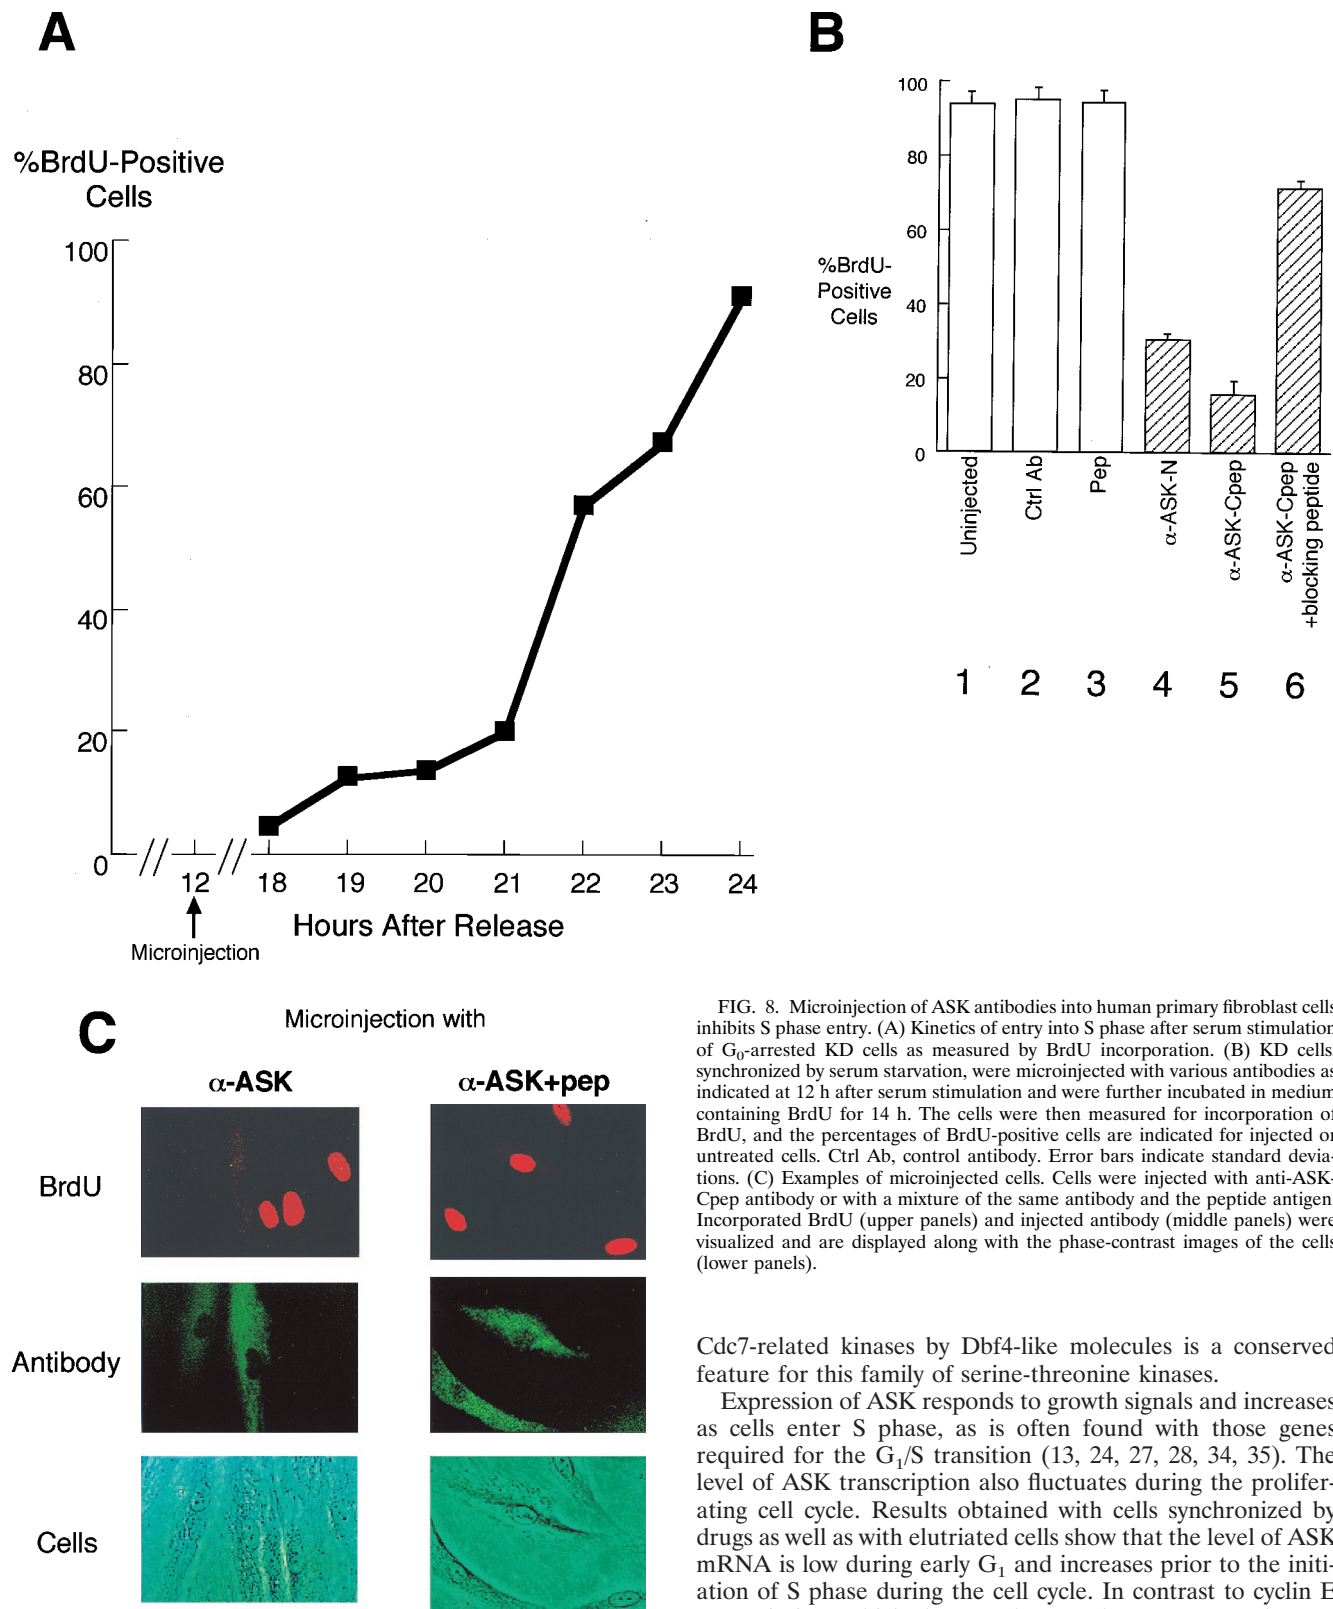 A
%BrdU-Positive
Cells
100
80
60
40
20
0
12
18
19
20
21
22
23
24
Microinjection
Hours After Release
B
100
80
60
40
20
0
%BrdU-
Positive
Cells
Uninjected
Ctrl Ab
Pep
α-ASK-N
α-ASK-Cpep
α-ASK-Cpep
+blocking peptide
1
2
3
4
5
6
C
Microinjection with
α-ASK
α-ASK+pep
BrdU
Antibody
Cells
FIG. 8. Microinjection of ASK antibodies into human primary fibroblast cells
inhibits S phase entry. (A) Kinetics of entry into S phase after serum stimulation
of G₀-arrested KD cells as measured by BrdU incorporation. (B) KD cells
synchronized by serum starvation, were microinjected with various antibodies as
indicated at 12 h after serum stimulation and were further incubated in medium
containing BrdU for 14 h. The cells were then measured for incorporation of
BrdU, and the percentages of BrdU-positive cells are indicated for injected or
untreated cells. Ctrl Ab, control antibody. Error bars indicate standard devia-
tions. (C) Examples of microinjected cells. Cells were injected with anti-ASK-
Cpep antibody or with a mixture of the same antibody and the peptide antigen
Incorporated BrdU (upper panels) and injected antibody (middle panels) were
visualized and are displayed along with the phase-contrast images of the cells
(lower panels).
Cdc7-related kinases by Dbf4-like molecules is a conserved
feature for this family of serine-threonine kinases.
Expression of ASK responds to growth signals and increases
as cells enter S phase, as is often found with those genes
required for the G₁/S transition (13, 24, 27, 28, 34, 35). The
level of ASK transcription also fluctuates during the prolifer-
ating cell cycle. Results obtained with cells synchronized by
drugs as well as with elutriated cells show that the level of ASK
mRNA is low during early G₁ and increases prior to the initi-
ation of S phase during the cell cycle. In contrast to cyclin E